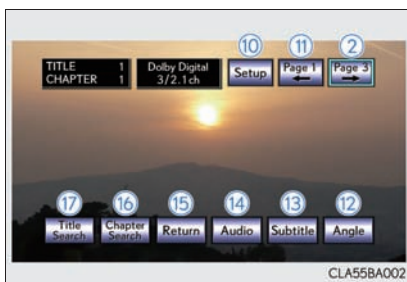 ⑩ ⑪ ②
TITLE 1 Dolby Digital Setup Page 1 Page 3
CHAPTER 1 3/2.1ch ← →
⑰ ⑯ ⑮ ⑭ ⑬ ⑫
Title Chapter Return Audio Subtitle Angle
Search Search
CLA55BA002